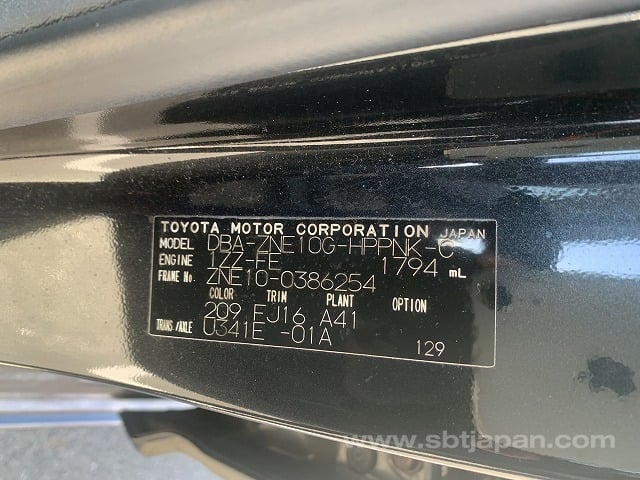 TOYOTA MOTOR CORPORATION JAPAN
MODEL DBA-ZNE10G-HPPNK-C
ENGINE 1ZZ-FE 1794 mL
FRAME No. ZNE10-0386254
COLOR TRIM PLANT OPTION
209 EJ16 A41
TRANS/AXLE U341E -01A
129
www.sbtjapan.com